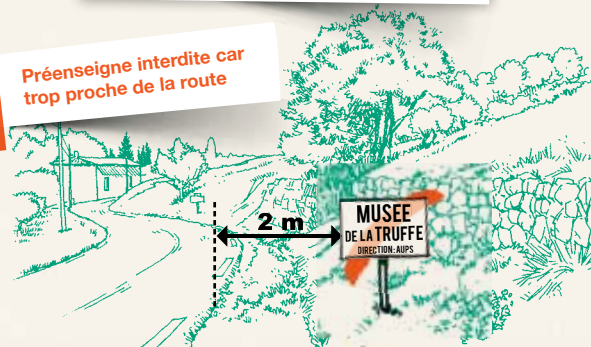 Préenseigne interdite car
trop proche de la route
2 m
MUSEE
DE LA TRUFFE
DIRECTION: AUPS